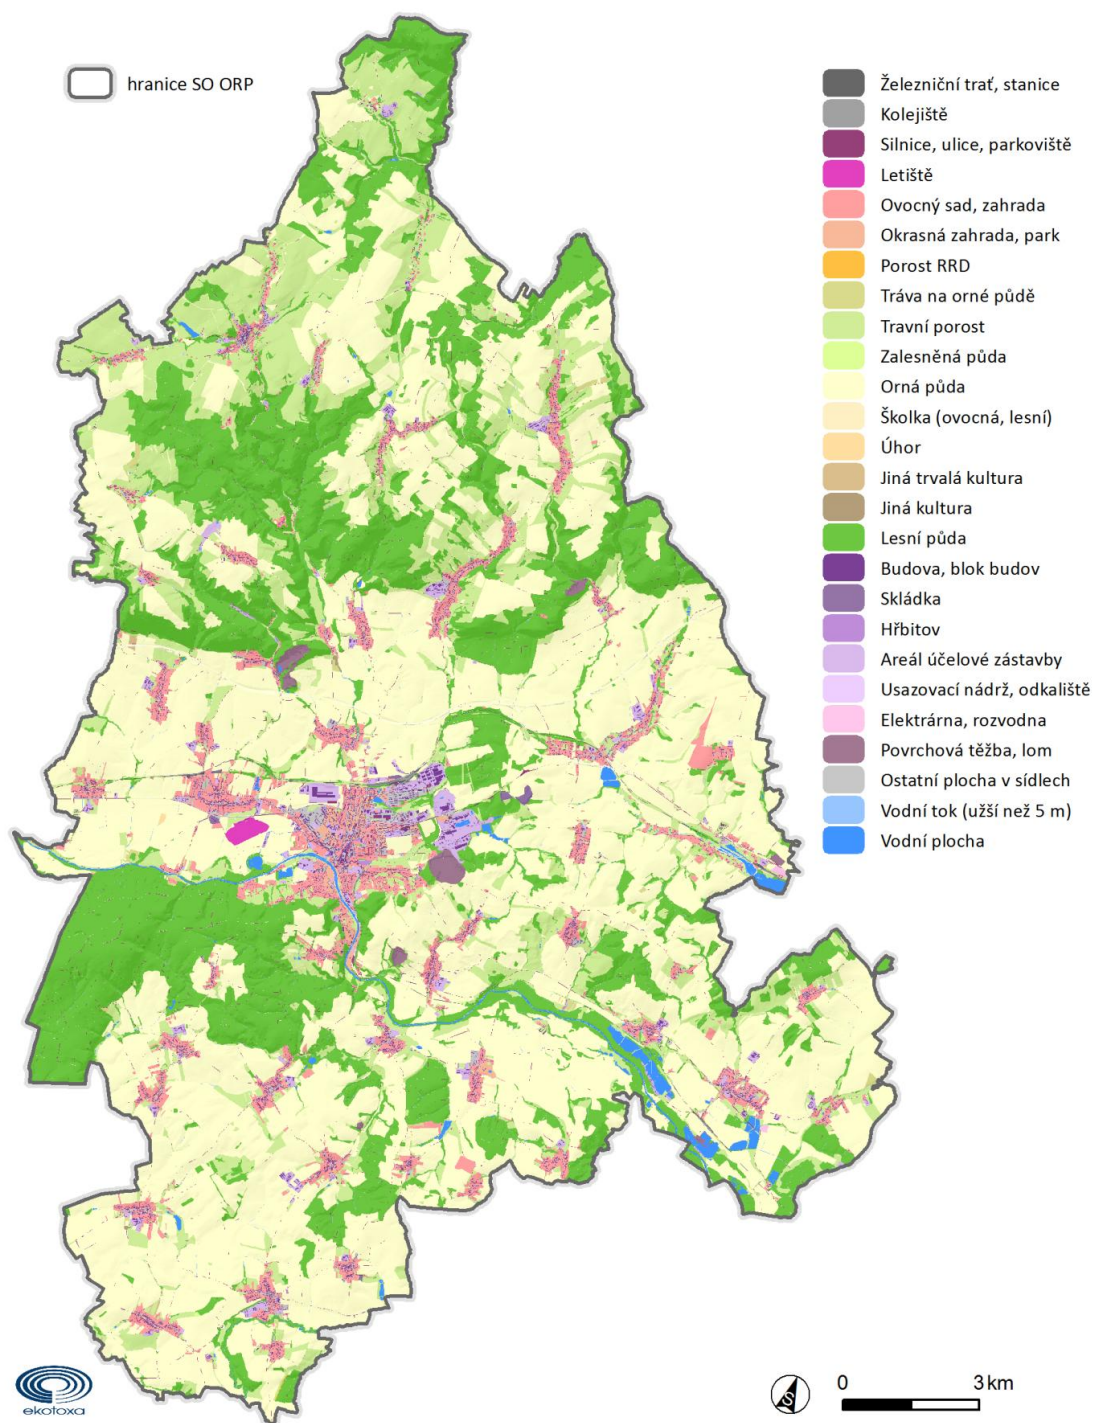 hranice SO ORP
Železniční trať, stanice
Kolejiště
Silnice, ulice, parkoviště
Letiště
Ovocný sad, zahrada
Okrasná zahrada, park
Porost RRD
Tráva na orné půdě
Travní porost
Zalesněná půda
Orná půda
Školka (ovocná, lesní)
Úhor
Jiná trvalá kultura
Jiná kultura
Lesní půda
Budova, blok budov
Skládka
Hřbitov
Areál účelové zástavby
Usazovací nádrž, odkaliště
Elektrárna, rozvodna
Povrchová těžba, lom
Ostatní plocha v sídlech
Vodní tok (užší než 5 m)
Vodní plocha
ekotoxa
S
0 3 km